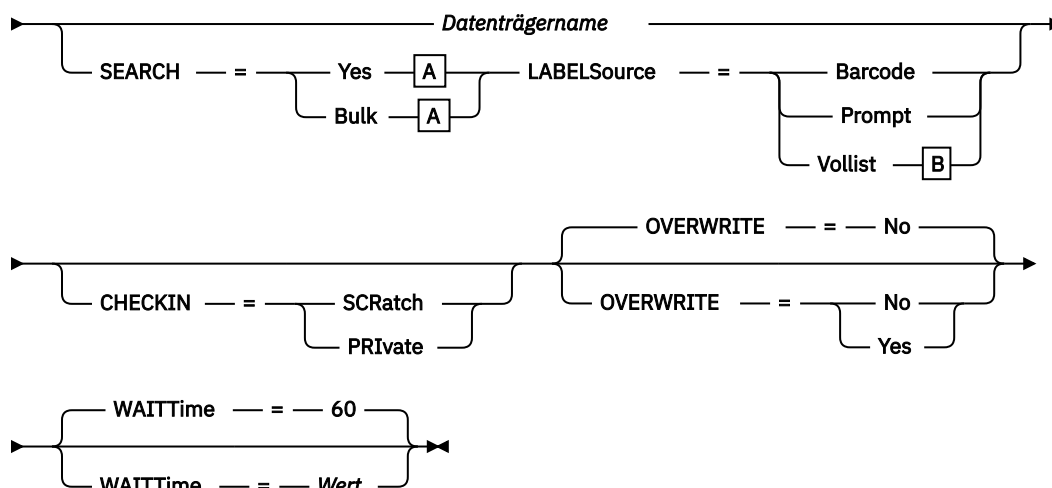 Datenträgername
SEARCH = Yes A LABELSource = Barcode
Bulk A Prompt
Vollist B
OVERWRITE = No
CHECKIN = SCRatch OVERWRITE = No
PRIvate Yes
WAITTime = 60
WAITTime = Wert